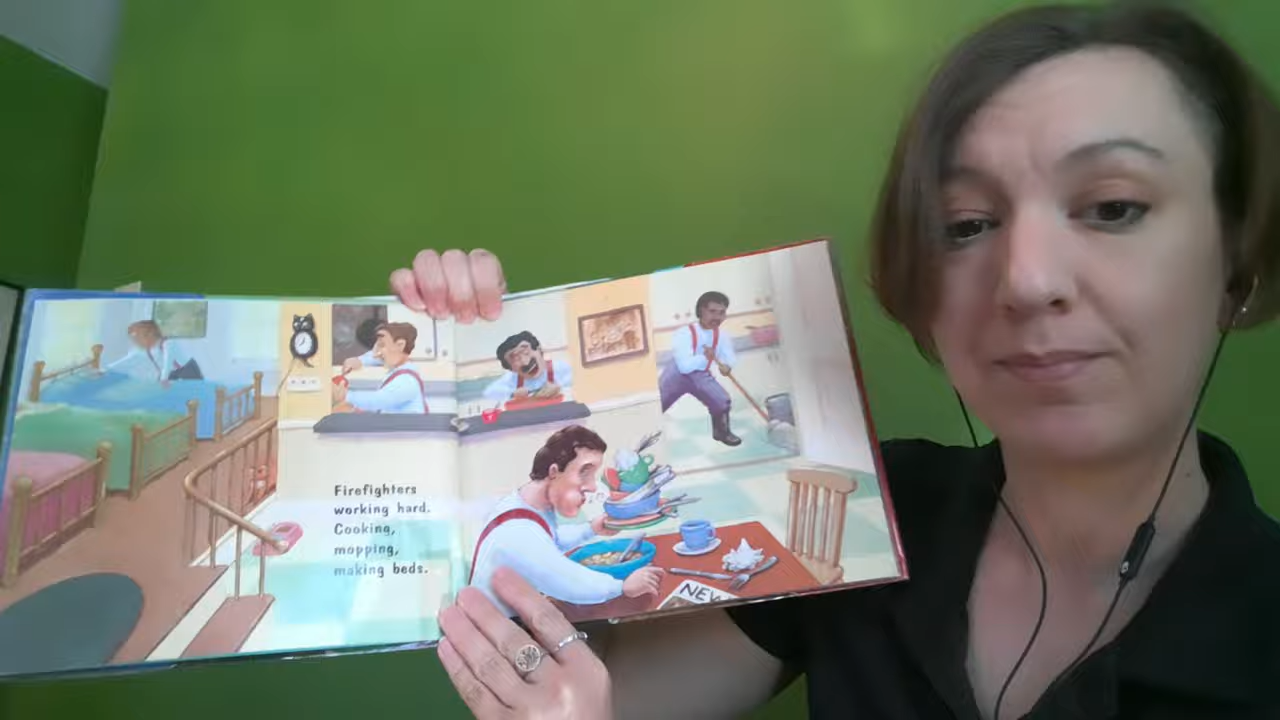 Firefighters
working hard.
Cooking,
mopping,
making beds.
NEW